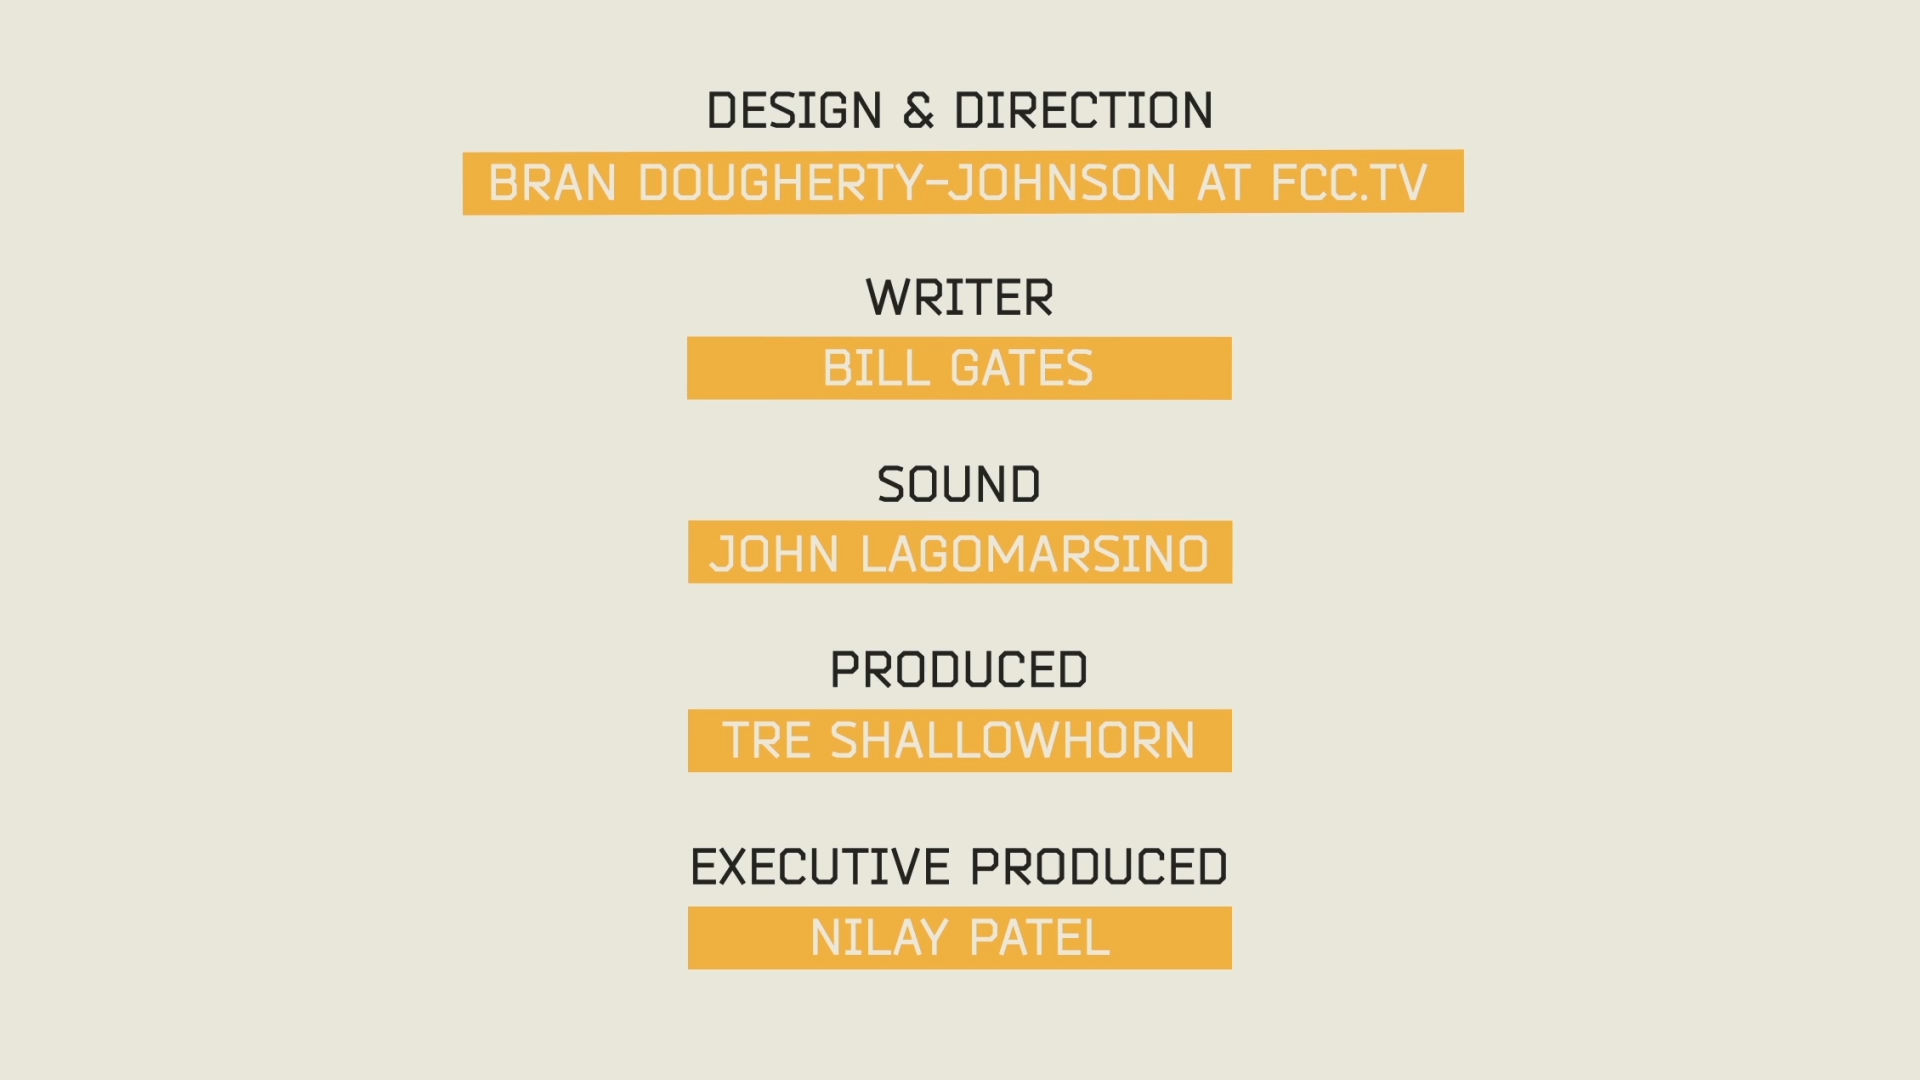 DESIGN & DIRECTION
BRAN DOUGHERTY-JOHNSON AT FCC.TV
WRITER
BILL GATES
SOUND
JOHN LAGOMARSINO
PRODUCED
TRE SHALLOWHORN
EXECUTIVE PRODUCED
NILAY PATEL